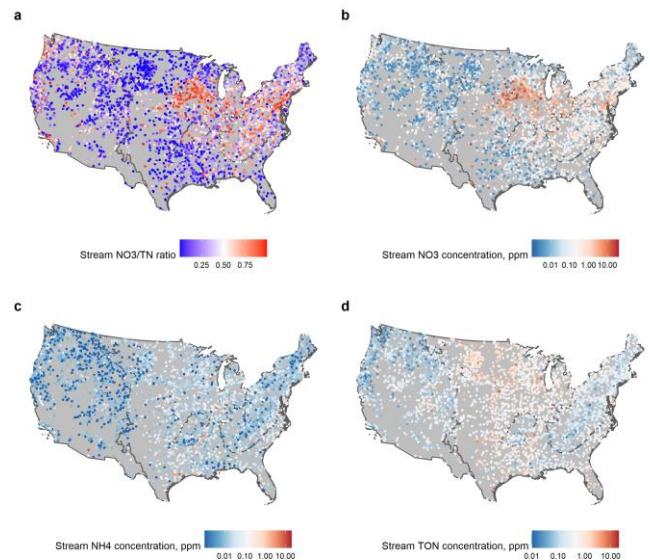 a
b
Stream NO3/TN ratio
0.25 0.50 0.75
Stream NO3 concentration, ppm
0.01 0.10 1.00 10.00
c
d
Stream NH4 concentration, ppm
0.01 0.10 1.00 10.00
Stream TON concentration, ppm
0.01 0.10 1.00 10.00